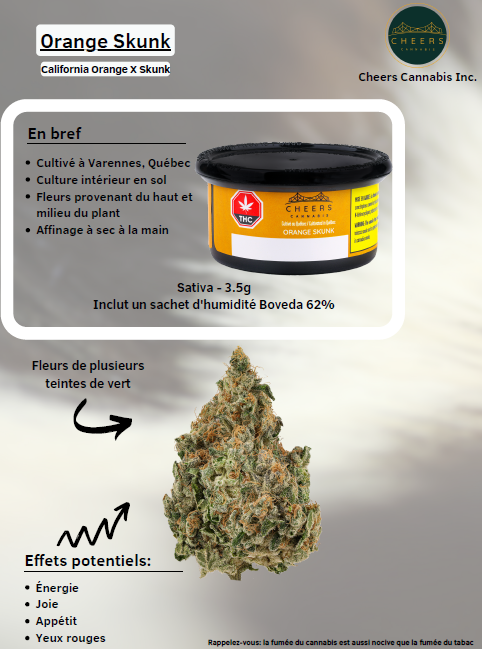 Orange Skunk
California Orange X Skunk
CHEERS
CANNABIS
Cheers Cannabis Inc.
En bref
• Cultivé à Varennes, Québec
• Culture intérieur en sol
• Fleurs provenant du haut et
milieu du plant
• Affinage à sec à la main
THC
CHEERS
CANNABIS
ORANGE SKUNK
Sativa - 3.5g
Inclut un sachet d'humidité Boveda 62%
Fleurs de plusieurs
teintes de vert
Effets potentiels:
• Énergie
• Joie
• Appétit
• Yeux rouges
Rappelez-vous: la fumée du cannabis est aussi nocive que la fumée du tabac